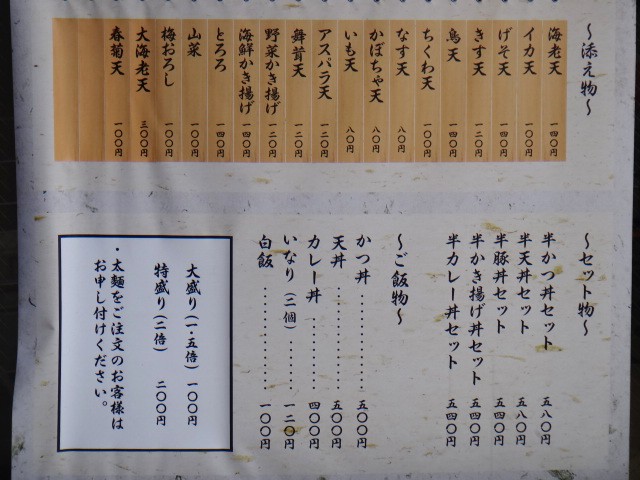 ～添え物～
海老天 一四〇円
イカ天 一〇〇円
げそ天 一四〇円
きす天 一二〇円
鳥天 一四〇円
ちくわ天 一〇〇円
なす天 八〇円
かぼちゃ天 八〇円
いも天 八〇円
アスパラ天 一二〇円
舞茸天 一二〇円
野菜かき揚げ 一二〇円
海鮮かき揚げ 一四〇円
とろろ 一四〇円
山菜 一〇〇円
梅おろし 一〇〇円
大海老天 三〇〇円
春菊天 一〇〇円
～セット物～
半かつ丼セット 五八〇円
半天丼セット 五八〇円
半豚丼セット 五四〇円
半かき揚げ丼セット 五四〇円
半カレー丼セット 五四〇円
～ご飯物～
かつ丼 ………… 五〇〇円
天丼 ………… 五〇〇円
カレー丼 ………… 四〇〇円
いなり（二個） ………… 一二〇円
白飯 ………… 一〇〇円
大盛り（一・五倍） 一〇〇円
特盛り（二倍） 二〇〇円
・太麺をご注文のお客様は
お申し付けください。